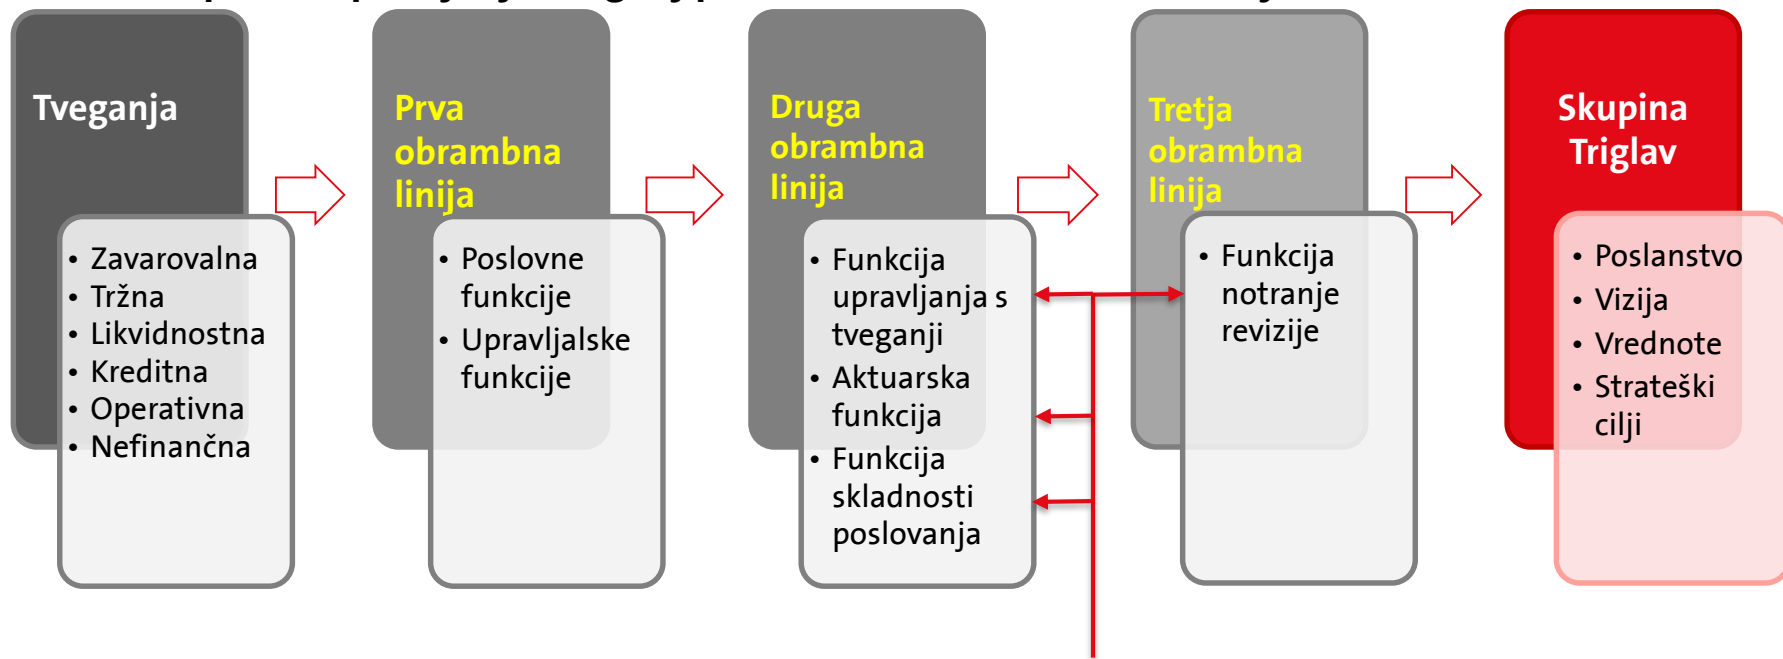 Tveganja
• Zavarovalna
• Tržna
• Likvidnostna
• Kreditna
• Operativna
• Nefinančna
Prva
obrambna
linija
• Poslovne
funkcije
• Upravljalske
funkcije
Druga
obrambna
linija
• Funkcija
upravljanja s
tveganji
• Aktuarska
funkcija
• Funkcija
skladnosti
poslovanja
Tretja
obrambna
linija
• Funkcija
notranje
revizije
Skupina
Triglav
• Poslanstvo
• Vizija
• Vrednote
• Strateški
cilji